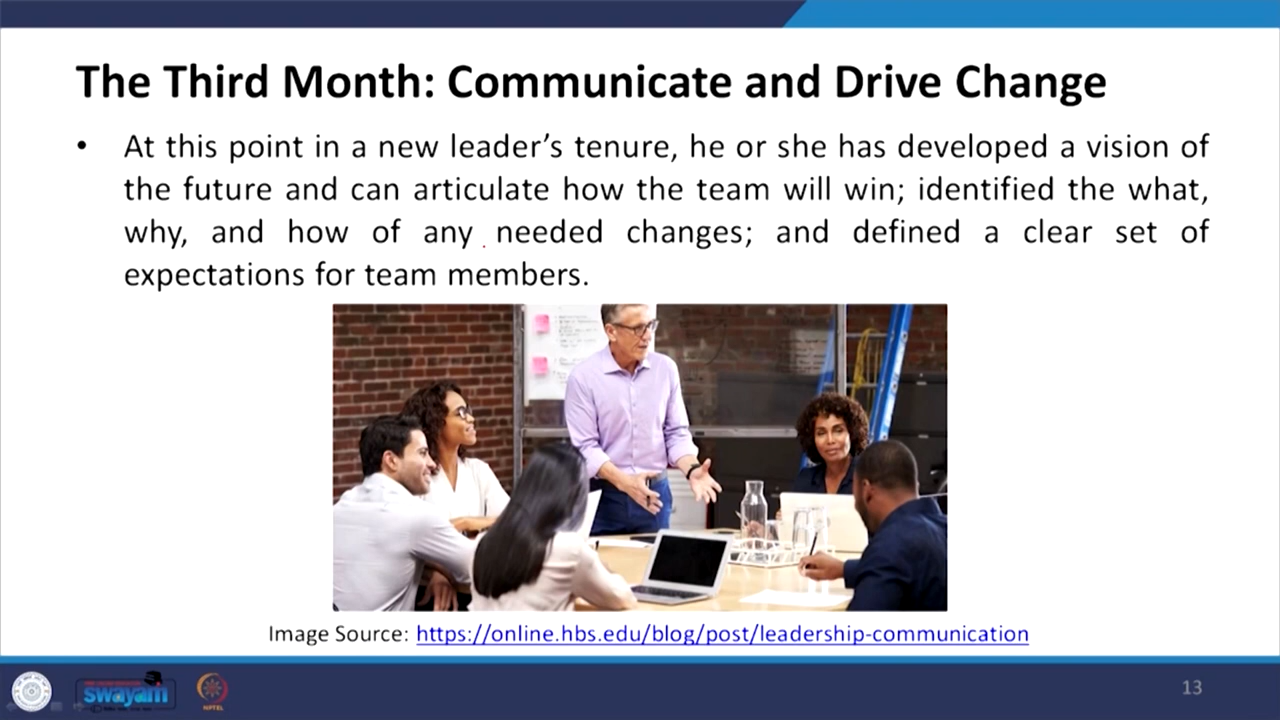 The Third Month: Communicate and Drive Change
• At this point in a new leader’s tenure, he or she has developed a vision of
the future and can articulate how the team will win; identified the what,
why, and how of any needed changes; and defined a clear set of
expectations for team members.
Image Source: https://online.hbs.edu/blog/post/leadership-communication
swayam
NPTEL
13